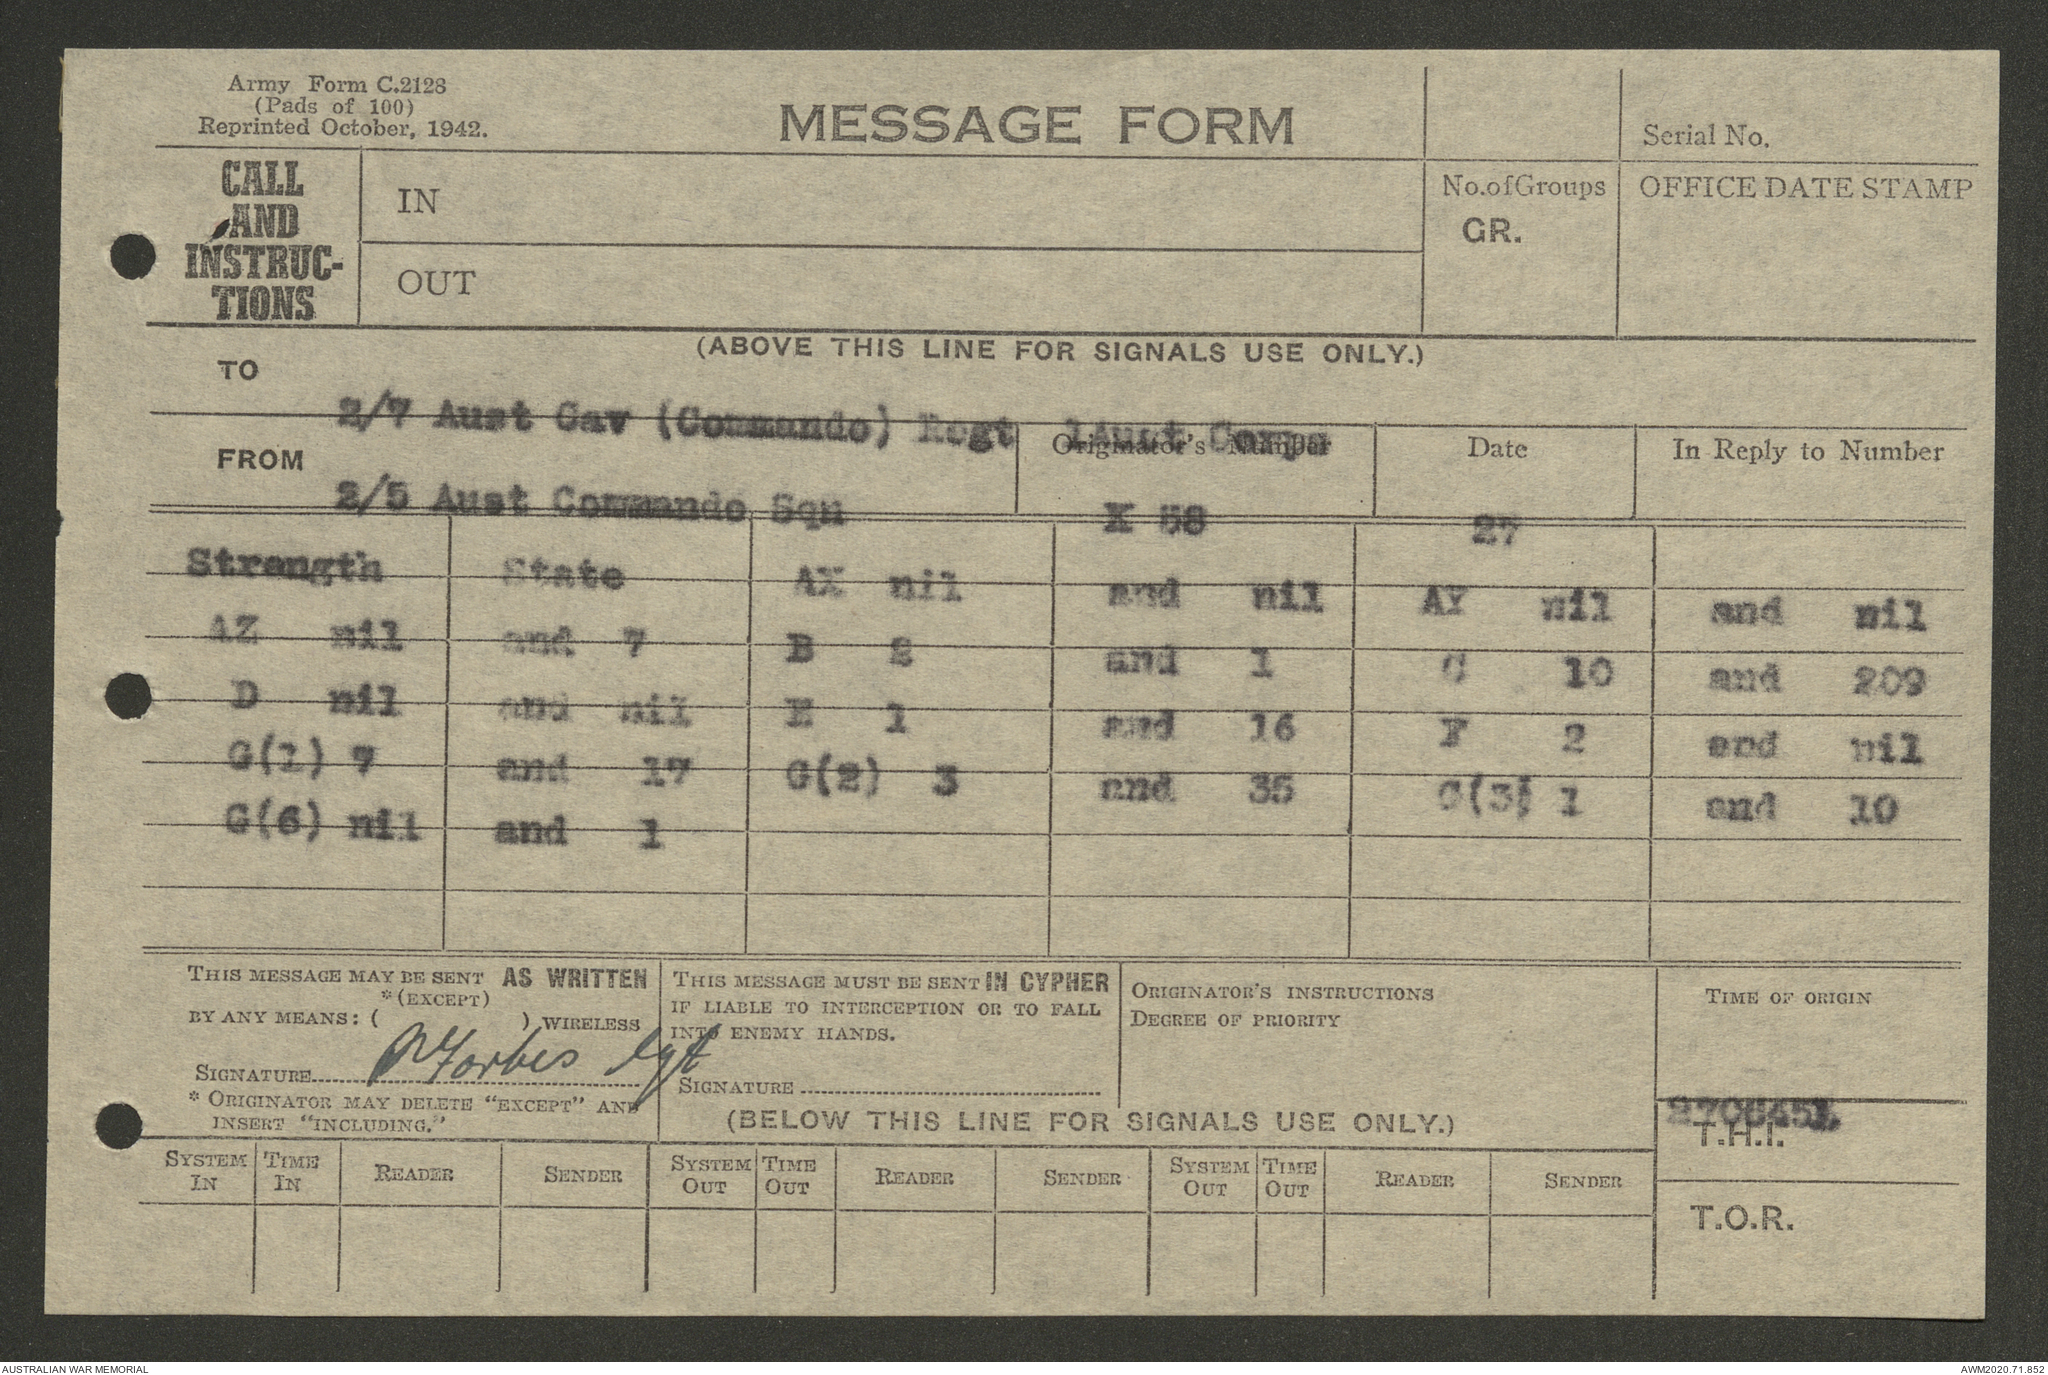 Army Form C.2128
(Pads of 100)
Reprinted October, 1942.
MESSAGE FORM
Serial No.
CALL
AND
INSTRUC-
TIONS
IN
OUT
No.of Groups
GR.
OFFICE DATE STAMP
(ABOVE THIS LINE FOR SIGNALS USE ONLY.)
TO
2/7 Aust Cav (Commando) Regt 1Aust Corps
FROM
2/5 Aust Commando Sqn
Originator's Number
X 58
Date
27
In Reply to Number
Strength State AX nil and nil AY nil and nil
AZ nil and 7 B 2 and 1 C 10 and 209
D nil and nil E 1 and 16 F 2 and nil
G(1) 7 and 17 G(2) 3 and 35 G(3) 1 and 10
G(6) nil and 1
THIS MESSAGE MAY BE SENT AS WRITTEN
*(EXCEPT)
BY ANY MEANS: ( ) WIRELESS
SIGNATURE Forbes Sgt
* ORIGINATOR MAY DELETE "EXCEPT" AND
INSERT "INCLUDING."
THIS MESSAGE MUST BE SENT IN CYPHER
IF LIABLE TO INTERCEPTION OR TO FALL
INTO ENEMY HANDS.
SIGNATURE
ORIGINATOR'S INSTRUCTIONS
DEGREE OF PRIORITY
TIME OF ORIGIN
(BELOW THIS LINE FOR SIGNALS USE ONLY.)
T.H.I.
T.O.R.
SYSTEM IN TIME IN READER SENDER SYSTEM OUT TIME OUT READER SENDER SYSTEM OUT TIME OUT READER SENDER
AUSTRALIAN WAR MEMORIAL
AWM2020.71.852